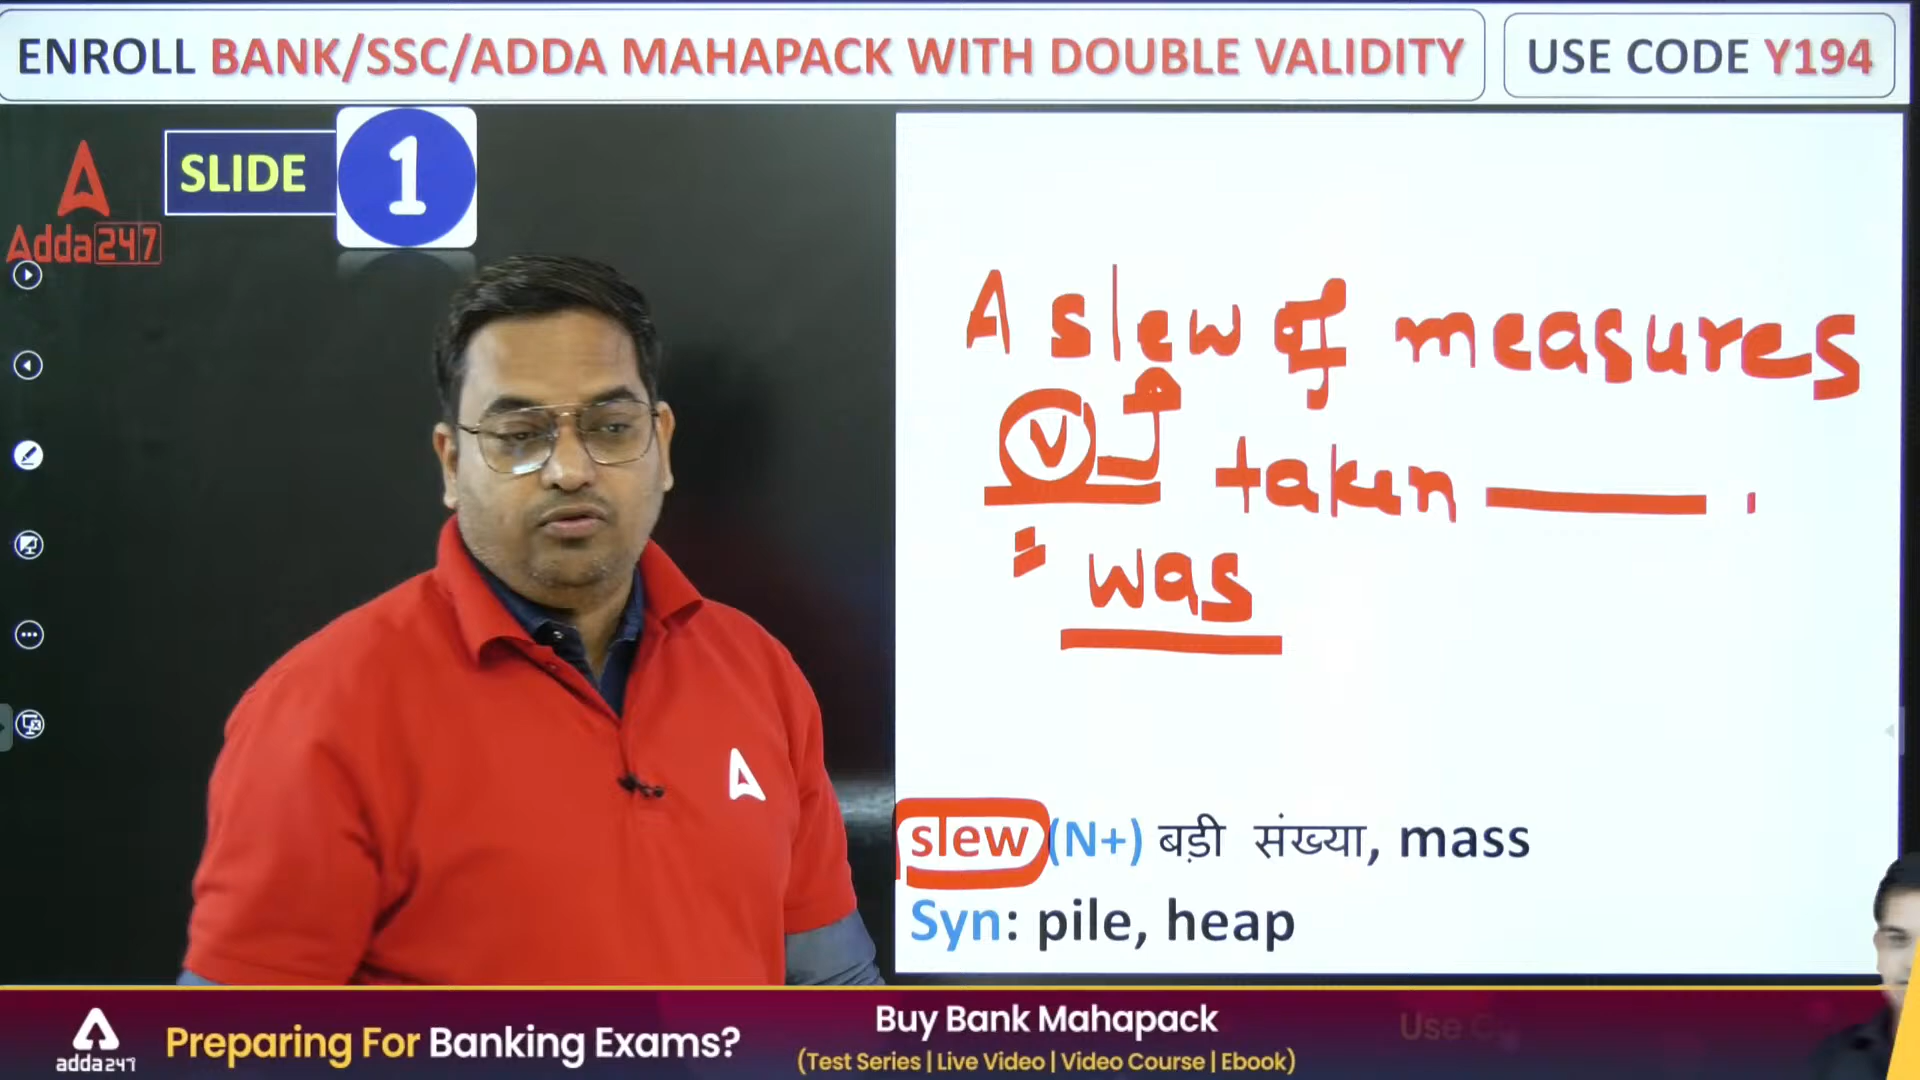 ENROLL BANK/SSC/ADDA MAHAPACK WITH DOUBLE VALIDITY
USE CODE Y194
SLIDE 1
Adda247
A slew of measures
V taken .
= was
slew (N+) बड़ी संख्या, mass
Syn: pile, heap
adda247
Preparing For Banking Exams?
Buy Bank Mahapack
(Test Series | Live Video | Video Course | Ebook)
Use